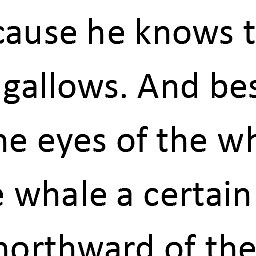 cause he knows t
gallows. And bes
he eyes of the wh
e whale a certain
northward of the